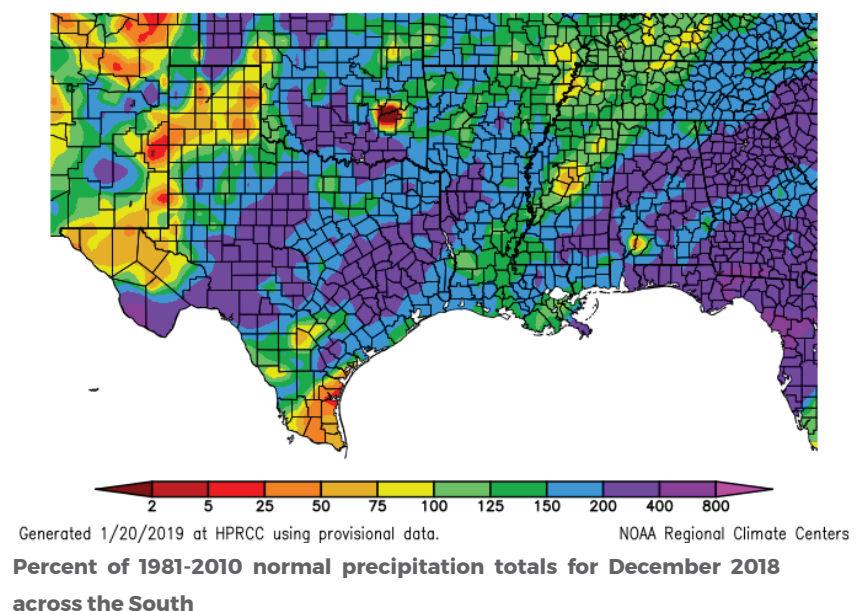 2 5 25 50 75 100 125 150 200 400 800
Generated 1/20/2019 at HPRCC using provisional data. NOAA Regional Climate Centers
Percent of 1981-2010 normal precipitation totals for December 2018
across the South